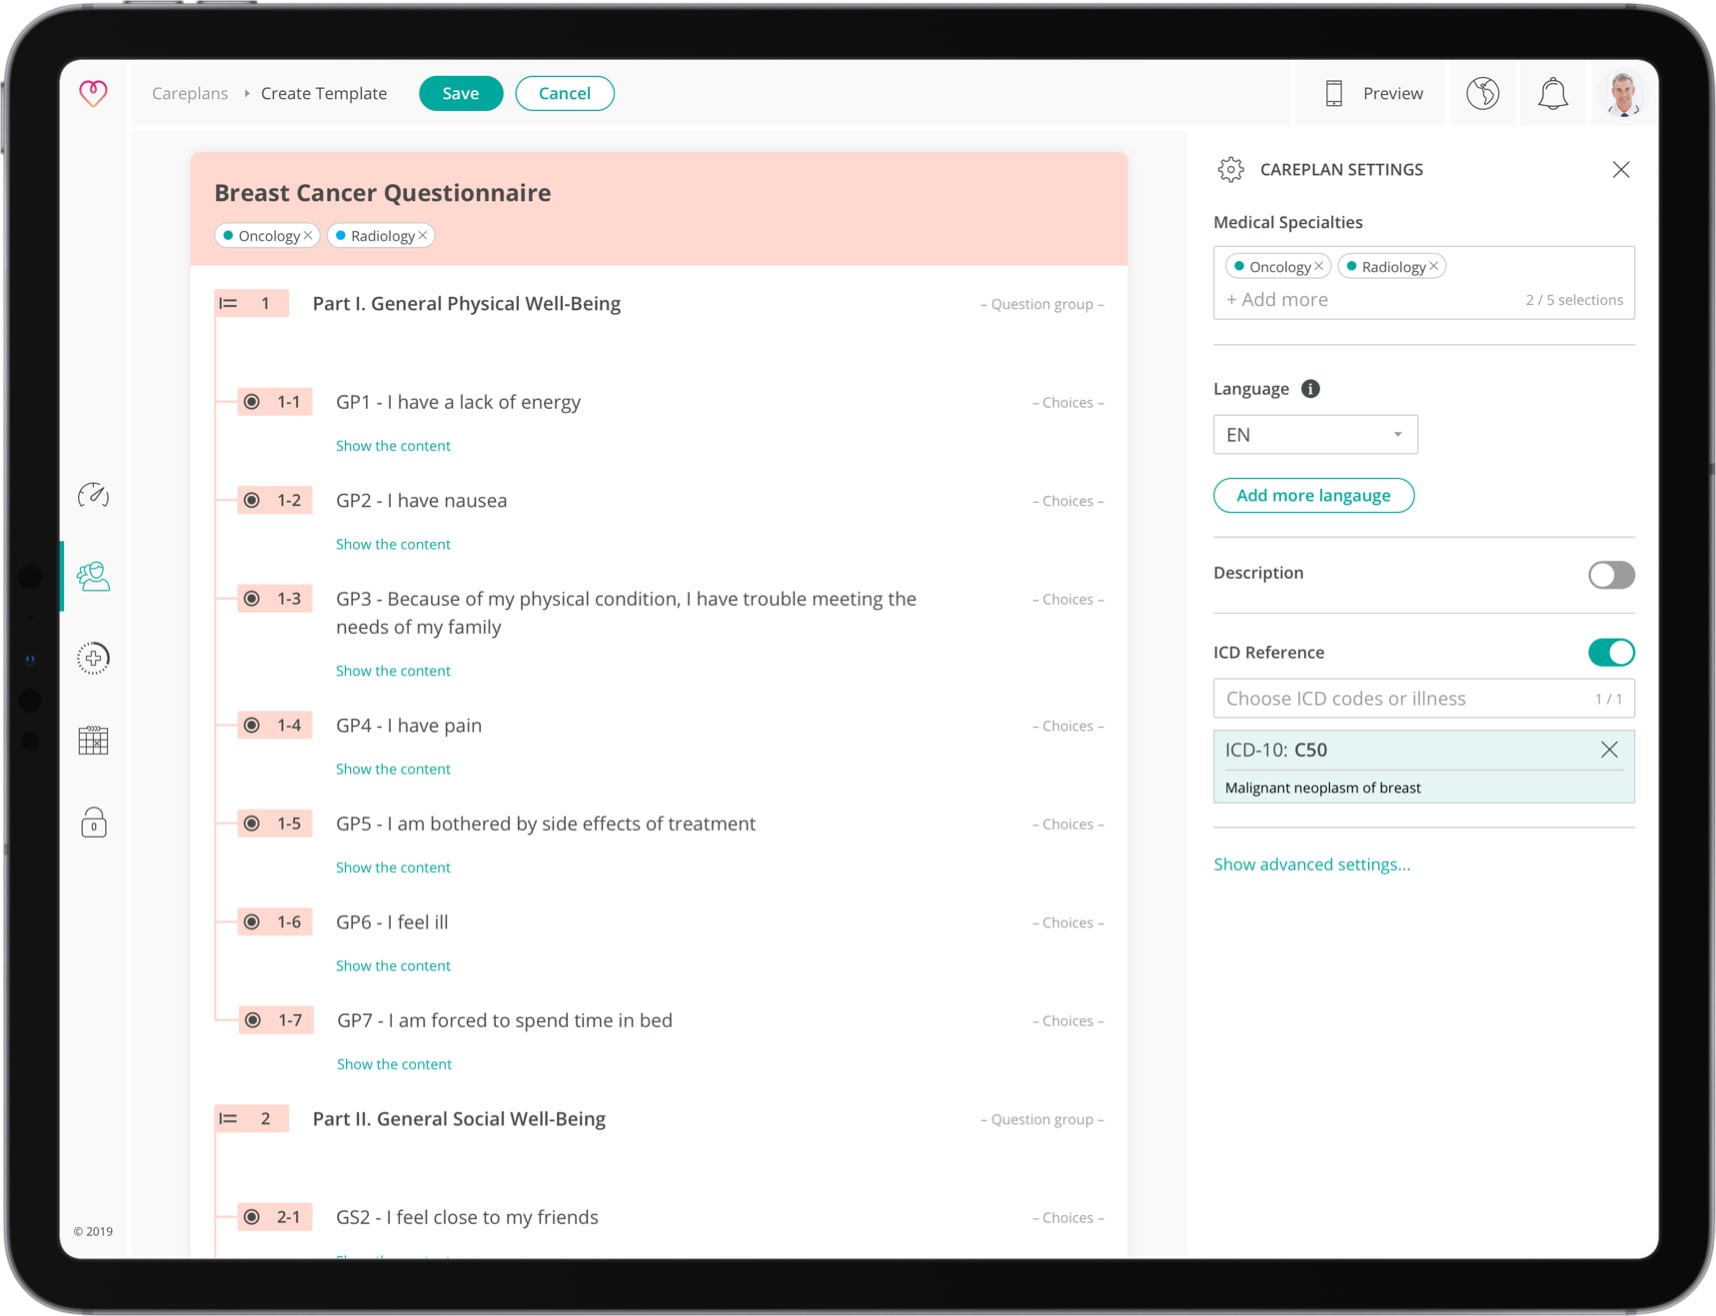 Careplans
Create Template
Save
Cancel
Preview
Breast Cancer Questionnaire
Oncology
Radiology
1
Part I. General Physical Well-Being
– Question group –
1-1
GP1 - I have a lack of energy
– Choices –
Show the content
1-2
GP2 - I have nausea
– Choices –
Show the content
1-3
GP3 - Because of my physical condition, I have trouble meeting the
needs of my family
– Choices –
Show the content
1-4
GP4 - I have pain
– Choices –
Show the content
1-5
GP5 - I am bothered by side effects of treatment
– Choices –
Show the content
1-6
GP6 - I feel ill
– Choices –
Show the content
1-7
GP7 - I am forced to spend time in bed
– Choices –
Show the content
2
Part II. General Social Well-Being
– Question group –
2-1
GS2 - I feel close to my friends
– Choices –
CAREPLAN SETTINGS
Medical Specialties
Oncology
Radiology
+ Add more
2 / 5 selections
Language
EN
Add more langauge
Description
ICD Reference
Choose ICD codes or illness
1 / 1
ICD-10: C50
Malignant neoplasm of breast
Show advanced settings...
0
© 2019